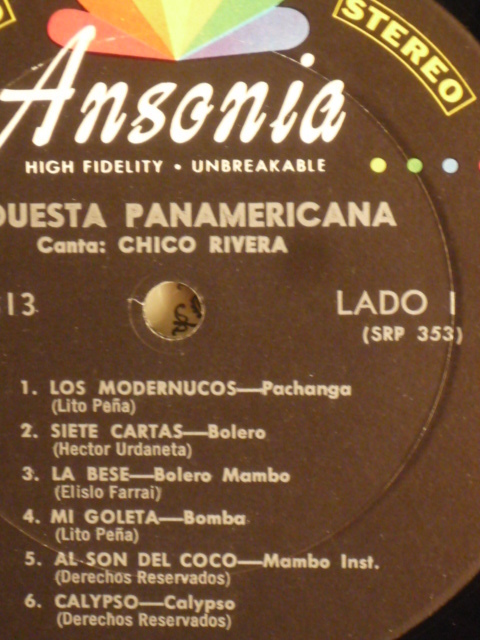 STEREO
Ansonia
HIGH FIDELITY • UNBREAKABLE
QUESTA PANAMERICANA
Canta: CHICO RIVERA
313
LADO I
(SRP 353)
1. LOS MODERNUCOS—Pachanga
(Lito Peña)
2. SIETE CARTAS—Bolero
(Hector Urdaneta)
3. LA BESE—Bolero Mambo
(Elislo Farrai)
4. MI GOLETA—Bomba
(Lito Peña)
5. AL SON DEL COCO—Mambo Inst.
(Derechos Reservados)
6. CALYPSO—Calypso
(Derechos Reservados)